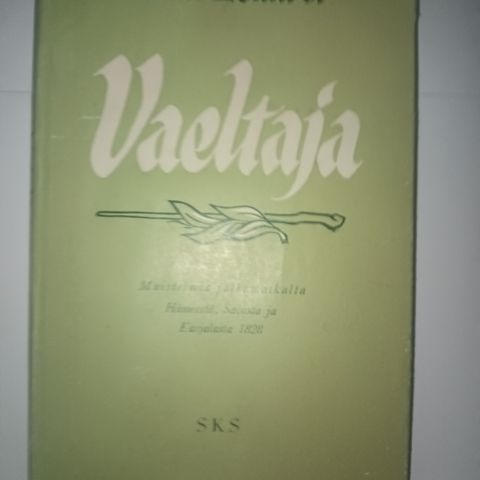 Vaeltaja
Muistelmia jalkamatkalta
Hämeestä, Savosta ja
Karjalasta 1828
SKS